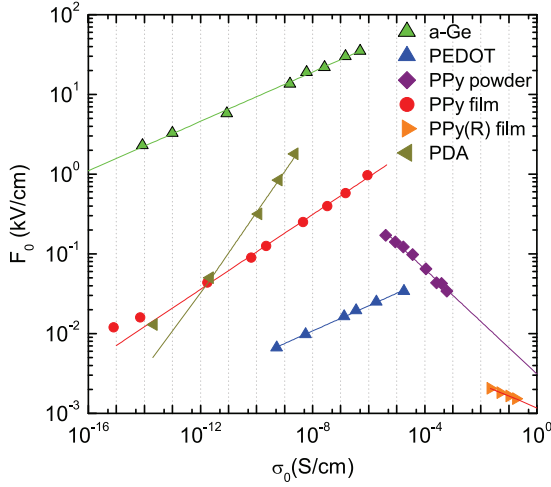 10²
a-Ge
PEDOT
PPy powder
PPy film
PPy(R) film
PDA
10¹
10⁰
10⁻¹
10⁻²
10⁻³
F₀ (kV/cm)
10⁻¹⁶ 10⁻¹² 10⁻⁸ 10⁻⁴ 10⁰
σ₀(S/cm)